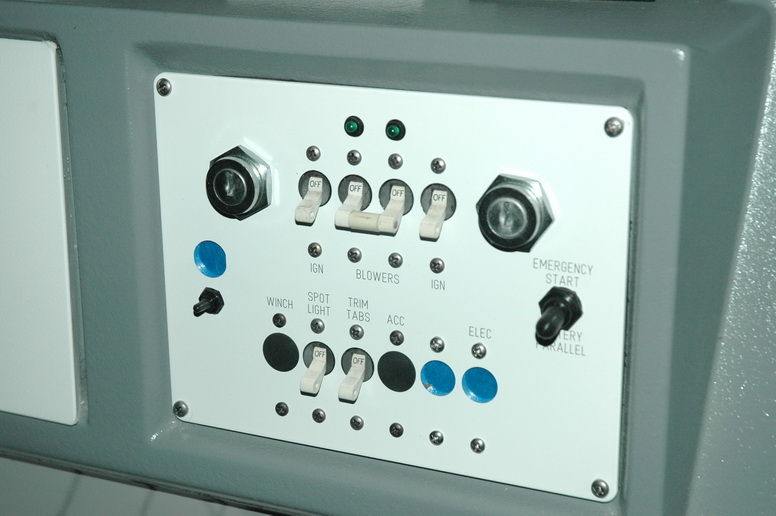 OFF
OFF
OFF
OFF
IGN
BLOWERS
IGN
EMERGENCY
START
WINCH
SPOT
LIGHT
TRIM
TABS
ACC
ELEC
OFF
OFF
PARALLEL